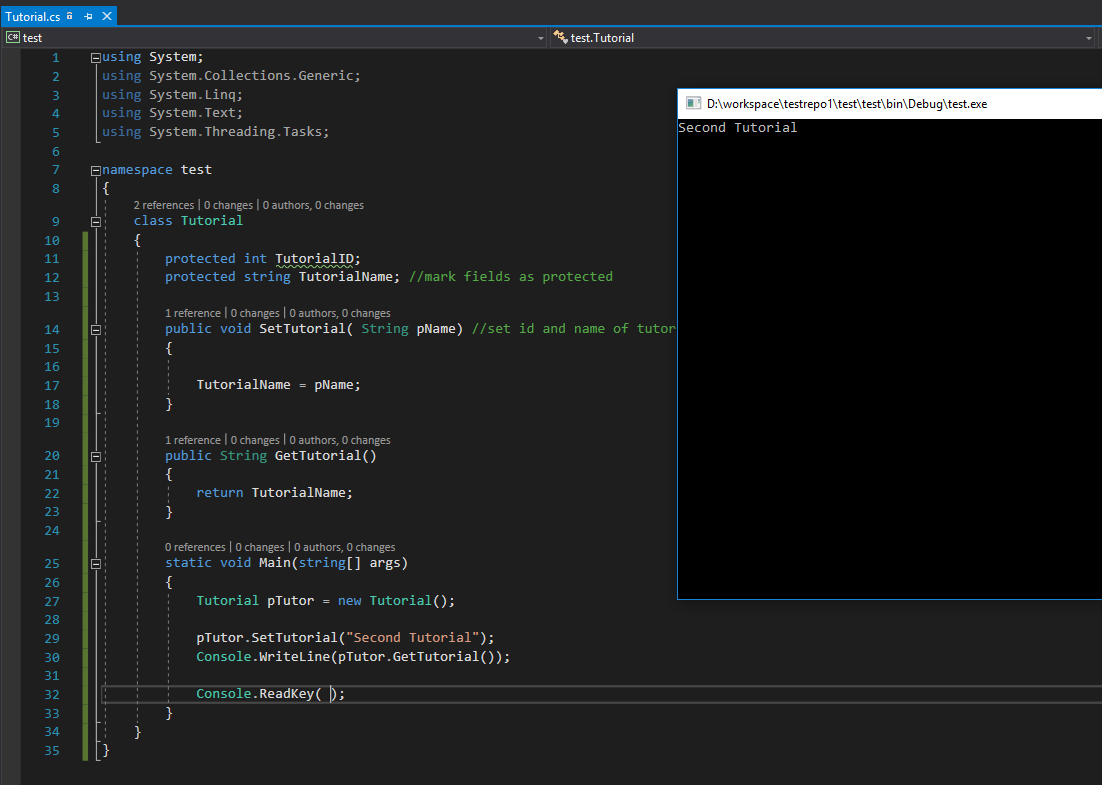 Tutorial.cs
C# test
test.Tutorial
1 using System;
2 using System.Collections.Generic;
3 using System.Linq;
4 using System.Text;
5 using System.Threading.Tasks;
6
7 namespace test
8 {
2 references | 0 changes | 0 authors, 0 changes
9 class Tutorial
10 {
11 protected int TutorialID;
12 protected string TutorialName; //mark fields as protected
13
1 reference | 0 changes | 0 authors, 0 changes
14 public void SetTutorial( String pName) //set id and name of tutor
15 {
16
17 TutorialName = pName;
18 }
19
1 reference | 0 changes | 0 authors, 0 changes
20 public String GetTutorial()
21 {
22 return TutorialName;
23 }
24
0 references | 0 changes | 0 authors, 0 changes
25 static void Main(string[] args)
26 {
27 Tutorial pTutor = new Tutorial();
28
29 pTutor.SetTutorial("Second Tutorial");
30 Console.WriteLine(pTutor.GetTutorial());
31
32 Console.ReadKey( );
33 }
34 }
35 }
D:\workspace\testrepo1\test\test\bin\Debug\test.exe
Second Tutorial